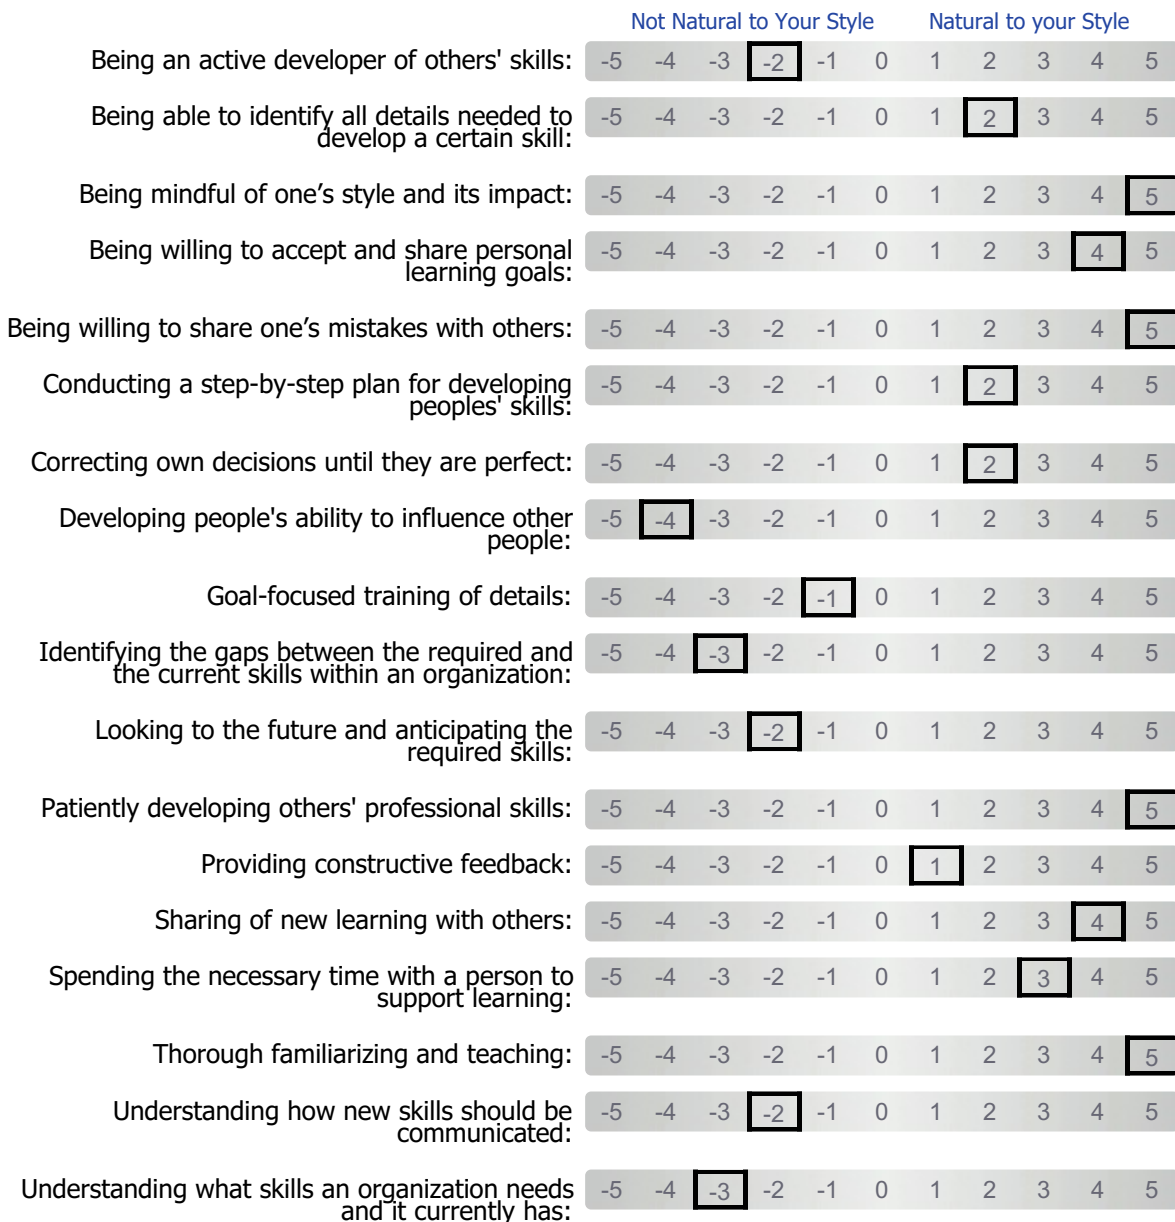 Not Natural to Your Style Natural to your Style
Being an active developer of others' skills: -5 -4 -3 -2 -1 0 1 2 3 4 5
Being able to identify all details needed to
develop a certain skill: -5 -4 -3 -2 -1 0 1 2 3 4 5
Being mindful of one’s style and its impact: -5 -4 -3 -2 -1 0 1 2 3 4 5
Being willing to accept and share personal
learning goals: -5 -4 -3 -2 -1 0 1 2 3 4 5
Being willing to share one’s mistakes with others: -5 -4 -3 -2 -1 0 1 2 3 4 5
Conducting a step-by-step plan for developing
peoples' skills: -5 -4 -3 -2 -1 0 1 2 3 4 5
Correcting own decisions until they are perfect: -5 -4 -3 -2 -1 0 1 2 3 4 5
Developing people's ability to influence other
people: -5 -4 -3 -2 -1 0 1 2 3 4 5
Goal-focused training of details: -5 -4 -3 -2 -1 0 1 2 3 4 5
Identifying the gaps between the required and
the current skills within an organization: -5 -4 -3 -2 -1 0 1 2 3 4 5
Looking to the future and anticipating the
required skills: -5 -4 -3 -2 -1 0 1 2 3 4 5
Patiently developing others' professional skills: -5 -4 -3 -2 -1 0 1 2 3 4 5
Providing constructive feedback: -5 -4 -3 -2 -1 0 1 2 3 4 5
Sharing of new learning with others: -5 -4 -3 -2 -1 0 1 2 3 4 5
Spending the necessary time with a person to
support learning: -5 -4 -3 -2 -1 0 1 2 3 4 5
Thorough familiarizing and teaching: -5 -4 -3 -2 -1 0 1 2 3 4 5
Understanding how new skills should be
communicated: -5 -4 -3 -2 -1 0 1 2 3 4 5
Understanding what skills an organization needs
and it currently has: -5 -4 -3 -2 -1 0 1 2 3 4 5